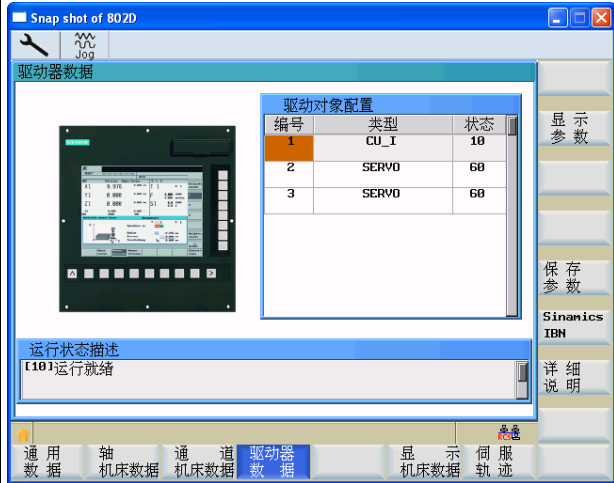 Snap shot of 802D
Jog
驱动器数据
驱动对象配置
编号 类型 状态
1 CU_I 10
2 SERVO 60
3 SERVO 60
显示
参数
保存
参数
Sinamics
IBN
详细
说明
SIEMENS
运行状态描述
[10]运行就绪
RCS
通用
数据
轴
机床数据
通道
机床数据
驱动器
数据
显示
机床数据
伺服
轨迹